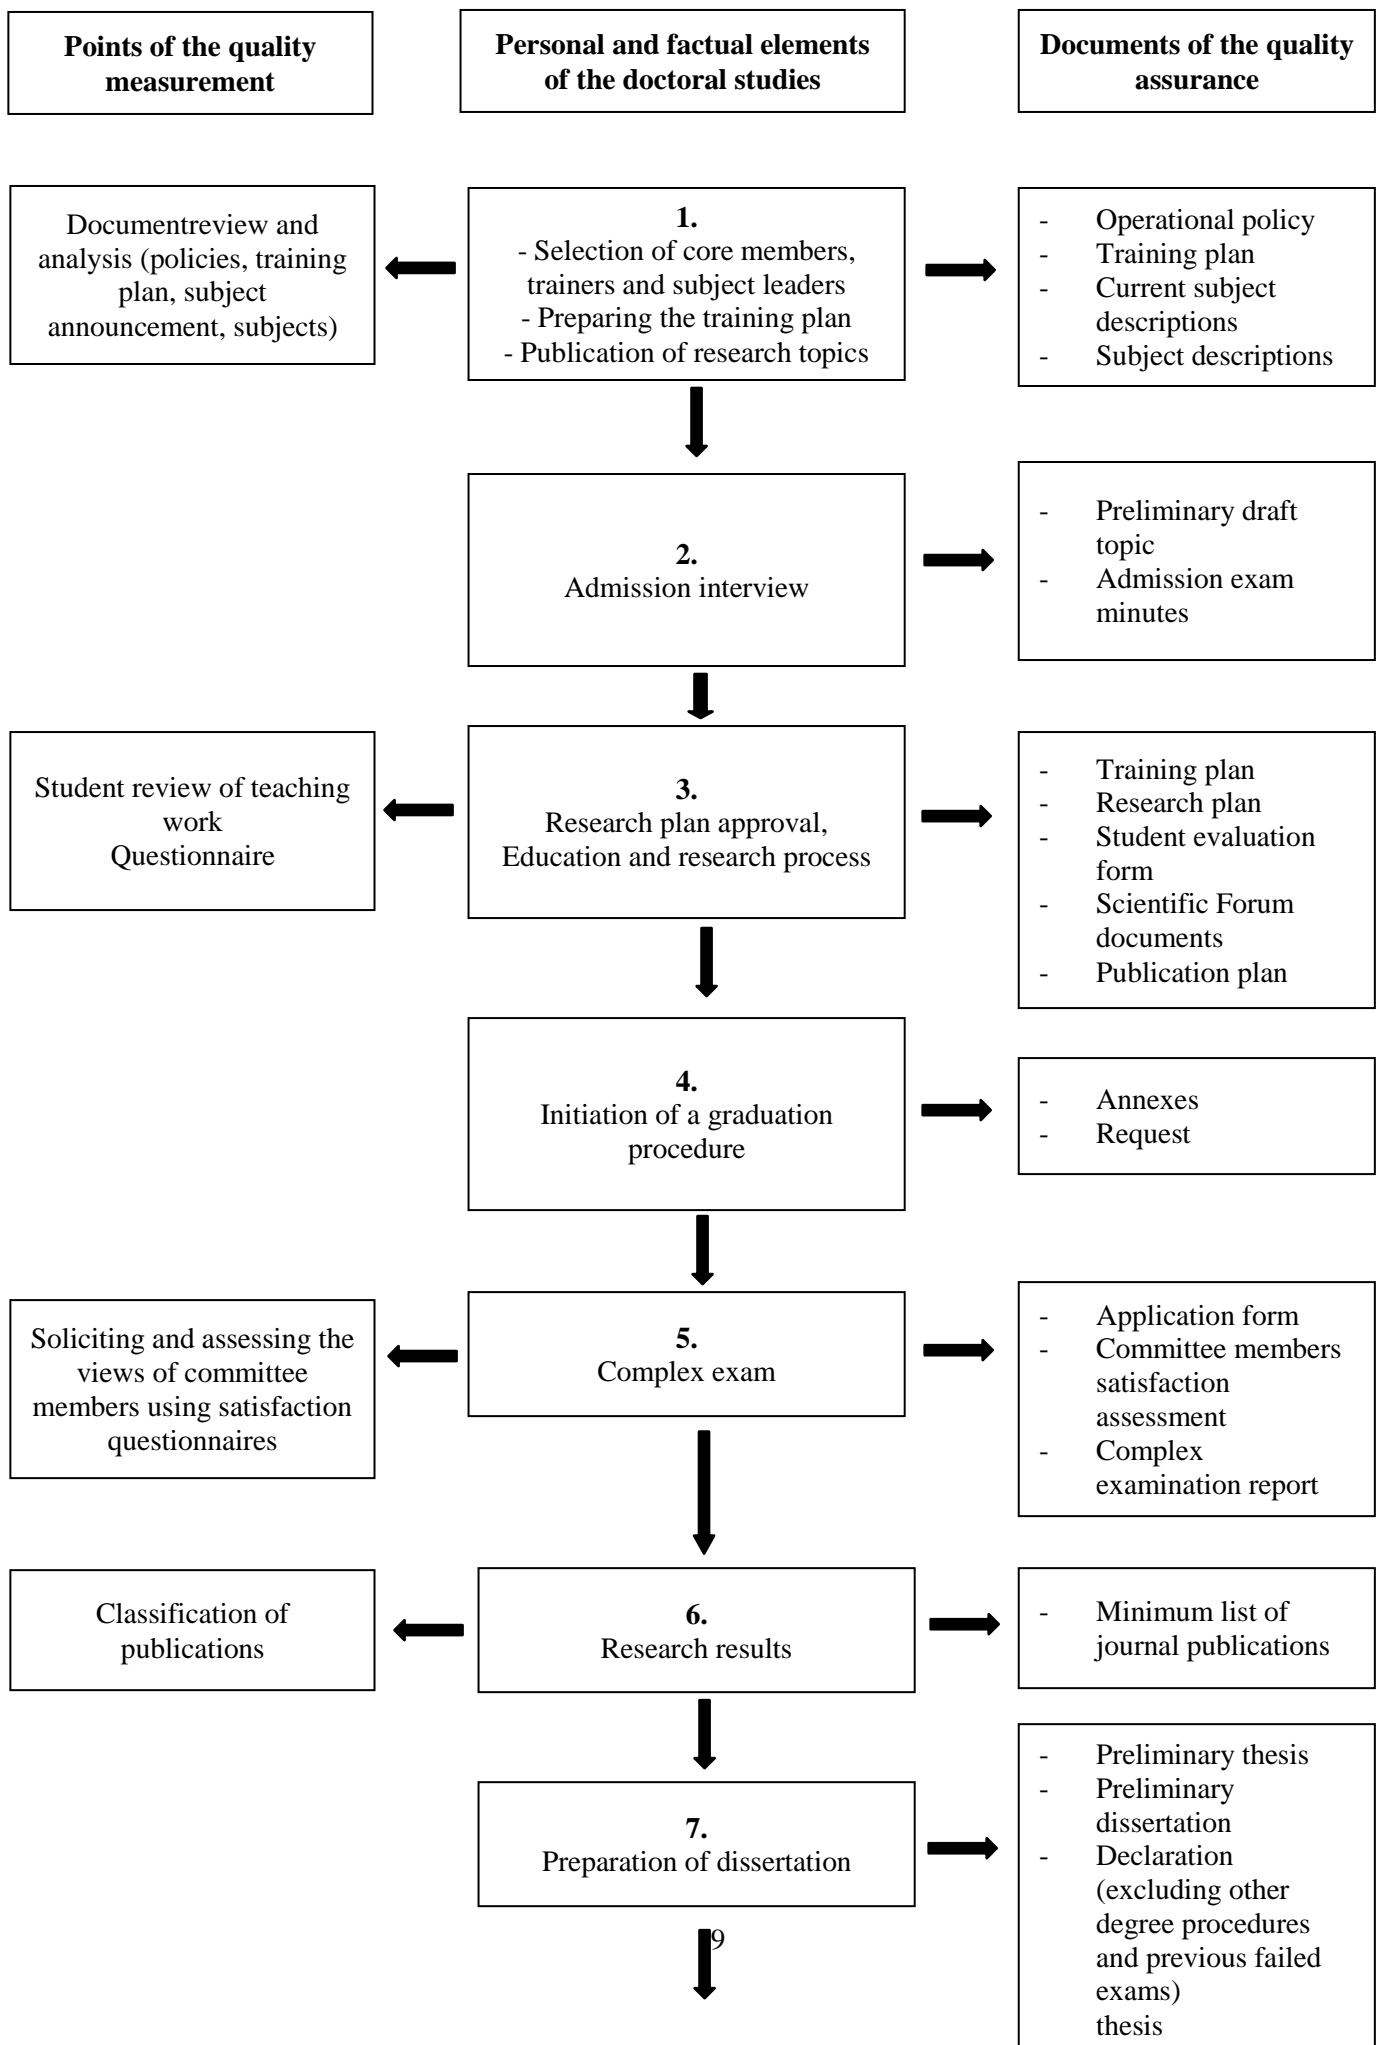 Points of the quality
measurement
Personal and factual elements
of the doctoral studies
Documents of the quality
assurance
Documentreview and
analysis (policies, training
plan, subject
announcement, subjects)
1.
- Selection of core members,
trainers and subject leaders
- Preparing the training plan
- Publication of research topics
- Operational policy
- Training plan
- Current subject
descriptions
- Subject descriptions
2.
Admission interview
- Preliminary draft
topic
- Admission exam
minutes
Student review of teaching
work
Questionnaire
3.
Research plan approval,
Education and research process
- Training plan
- Research plan
- Student evaluation
form
- Scientific Forum
documents
- Publication plan
4.
Initiation of a graduation
procedure
- Annexes
- Request
Soliciting and assessing the
views of committee
members using satisfaction
questionnaires
5.
Complex exam
- Application form
- Committee members
satisfaction
assessment
- Complex
examination report
Classification of
publications
6.
Research results
- Minimum list of
journal publications
7.
Preparation of dissertation
- Preliminary thesis
- Preliminary
dissertation
- Declaration
(excluding other
degree procedures
and previous failed
exams)
thesis
9